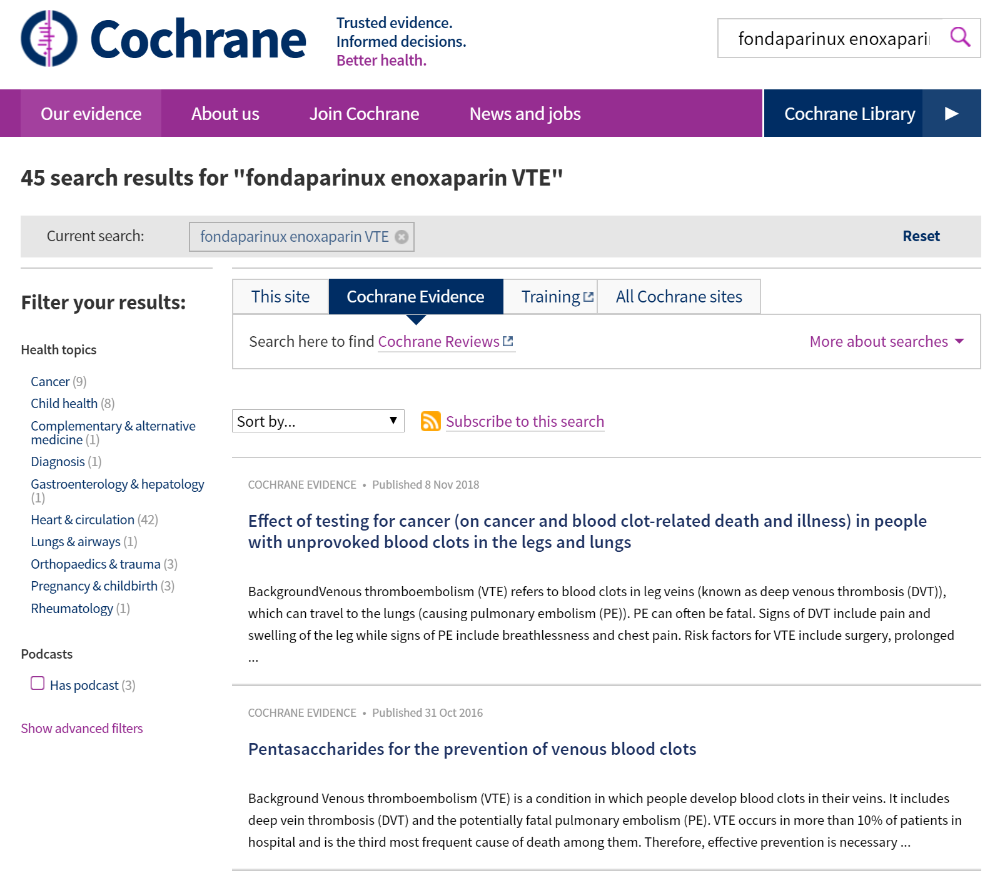 Cochrane
Trusted evidence.
Informed decisions.
Better health.
fondaparinux enoxapari
Our evidence
About us
Join Cochrane
News and jobs
Cochrane Library
45 search results for "fondaparinux enoxaparin VTE"
Current search:
fondaparinux enoxaparin VTE
Reset
Filter your results:
Health topics
Cancer (9)
Child health (8)
Complementary & alternative
medicine (1)
Diagnosis (1)
Gastroenterology & hepatology
(1)
Heart & circulation (42)
Lungs & airways (1)
Orthopaedics & trauma (3)
Pregnancy & childbirth (3)
Rheumatology (1)
Podcasts
Has podcast (3)
Show advanced filters
This site
Cochrane Evidence
Training
All Cochrane sites
Search here to find Cochrane Reviews
More about searches
Sort by...
Subscribe to this search
COCHRANE EVIDENCE • Published 8 Nov 2018
Effect of testing for cancer (on cancer and blood clot-related death and illness) in people
with unprovoked blood clots in the legs and lungs
BackgroundVenous thromboembolism (VTE) refers to blood clots in leg veins (known as deep venous thrombosis (DVT)),
which can travel to the lungs (causing pulmonary embolism (PE)). PE can often be fatal. Signs of DVT include pain and
swelling of the leg while signs of PE include breathlessness and chest pain. Risk factors for VTE include surgery, prolonged
...
COCHRANE EVIDENCE • Published 31 Oct 2016
Pentasaccharides for the prevention of venous blood clots
Background Venous thromboembolism (VTE) is a condition in which people develop blood clots in their veins. It includes
deep vein thrombosis (DVT) and the potentially fatal pulmonary embolism (PE). VTE occurs in more than 10% of patients in
hospital and is the third most frequent cause of death among them. Therefore, effective prevention is necessary ...